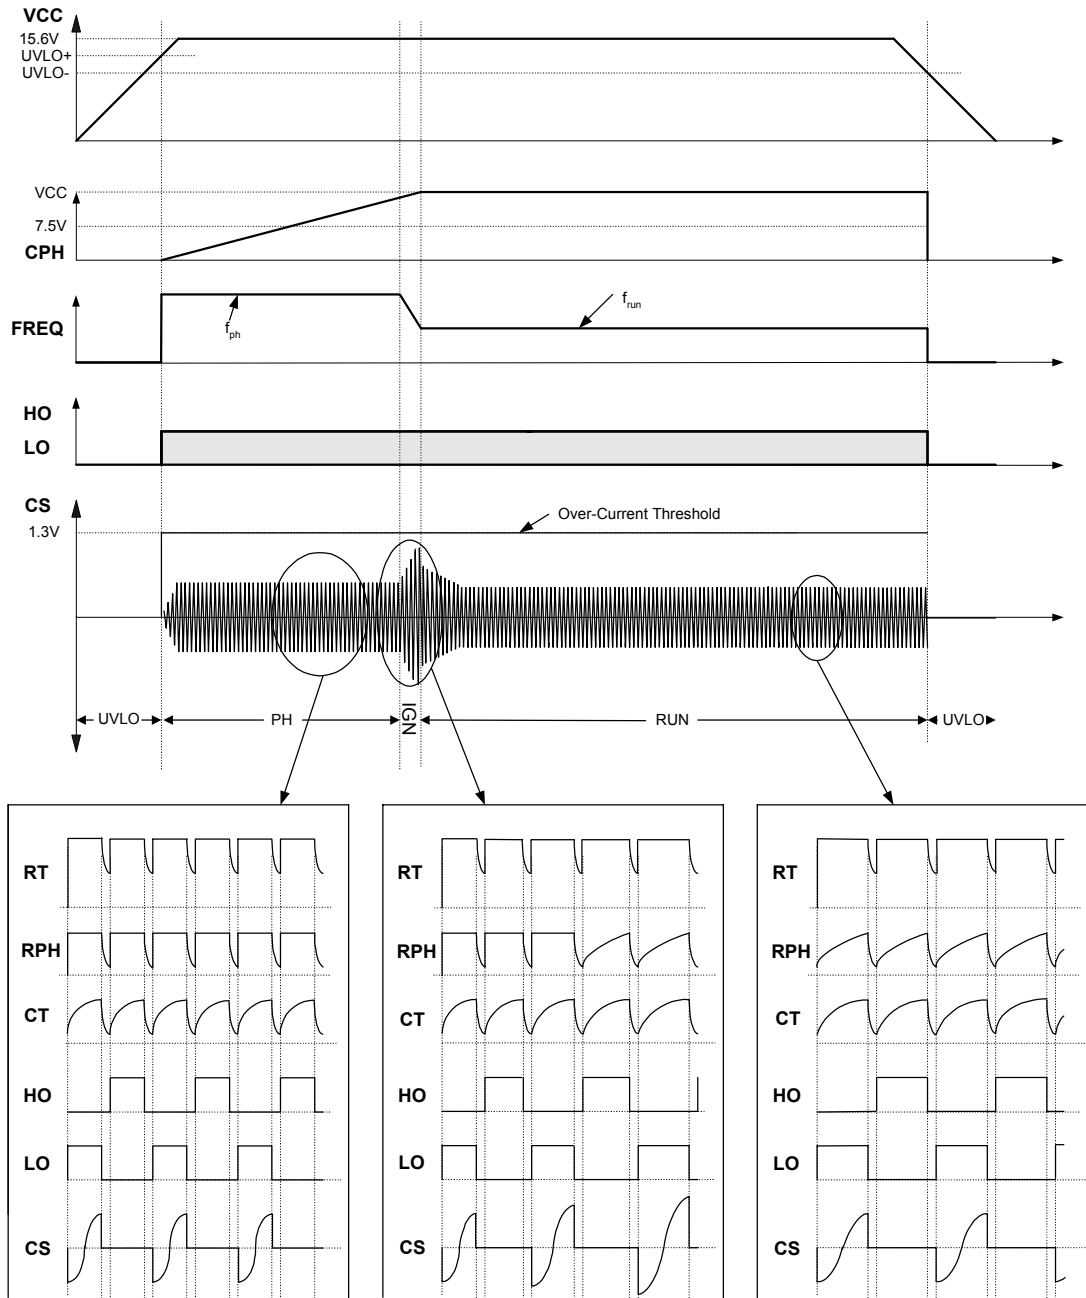 VCC
15.6V
UVLO+
UVLO-
VCC
7.5V
CPH
FREQ
fph
frun
HO
LO
CS
1.3V
Over-Current Threshold
UVLO
PH
IGN
RUN
UVLO
RT
RPH
CT
HO
LO
CS
RT
RPH
CT
HO
LO
CS
RT
RPH
CT
HO
LO
CS